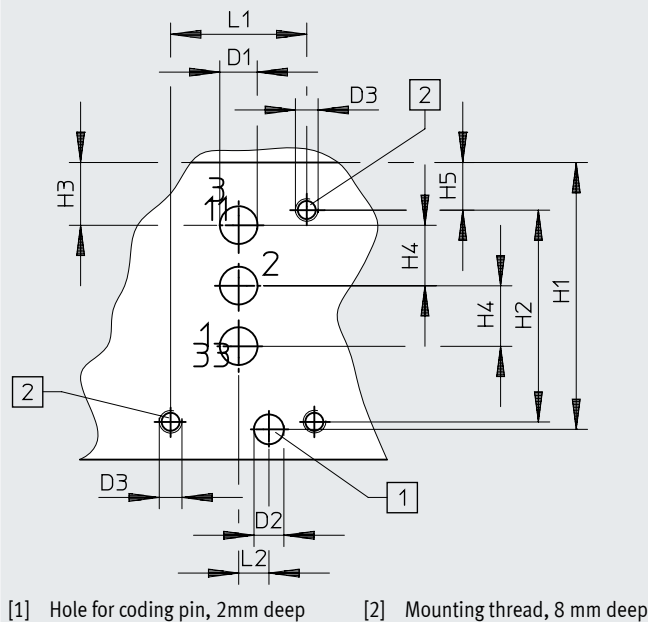 L1
D1
D3
2
H3
H5
3
11
H4
2
H1
H2
H4
1
33
2
D3
1
D2
L2
[1] Hole for coding pin, 2mm deep [2] Mounting thread, 8 mm deep